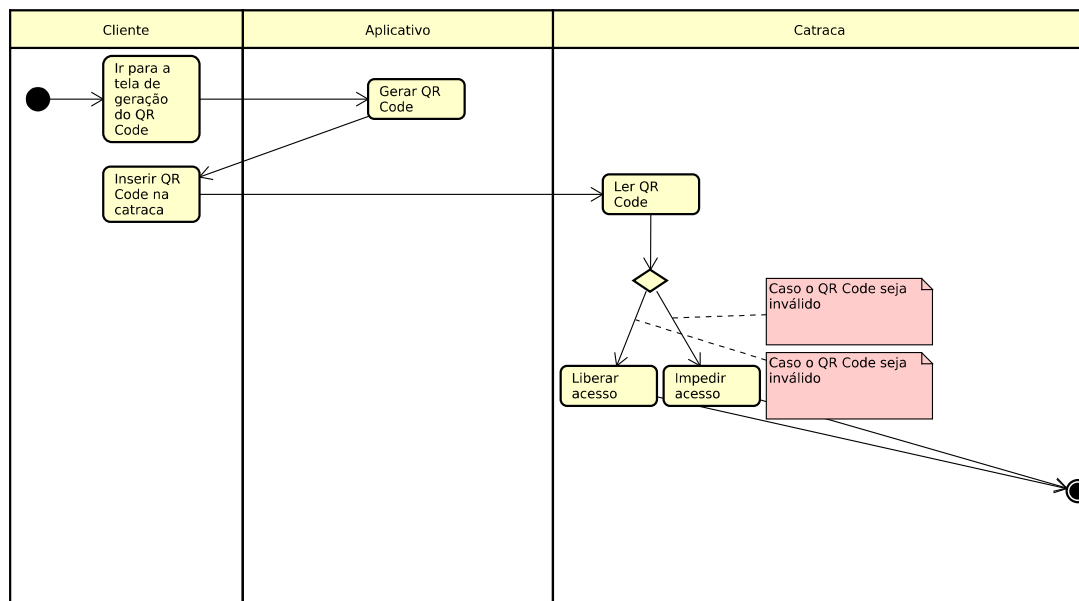 Cliente
Aplicativo
Catraca
Ir para a
tela de
geração
do QR
Code
Gerar QR
Code
Inserir QR
Code na
catraca
Ler QR
Code
Caso o QR Code seja
inválido
Caso o QR Code seja
inválido
Liberar
acesso
Impedir
acesso